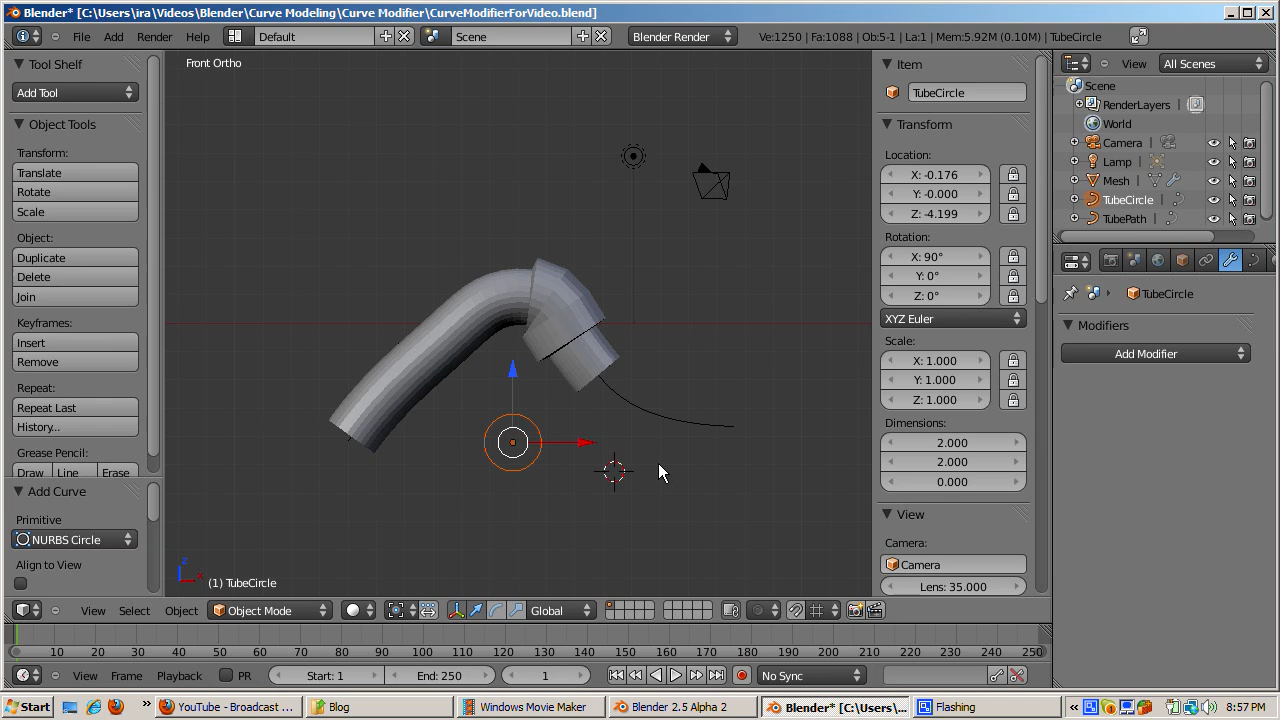 Blender* [C:\Users\ira\Videos\Blender\Curve Modeling\Curve Modifier\CurveModifierForVideo.blend]
File Add Render Help Default Scene Blender Render Ve:1250 | Fa:1088 | Ob:5-1 | La:1 | Mem:5.92M (0.10M) | TubeCircle
Tool Shelf
Add Tool
Object Tools
Transform:
Translate
Rotate
Scale
Object:
Duplicate
Delete
Join
Keyframes:
Insert
Remove
Repeat:
Repeat Last
History...
Grease Pencil:
Draw Line Erase
Add Curve
Primitive
NURBS Circle
Align to View
Front Ortho
z
x
(1) TubeCircle
Item
TubeCircle
Transform
Location:
X: -0.176
Y: -0.000
Z: -4.199
Rotation:
X: 90°
Y: 0°
Z: 0°
XYZ Euler
Scale:
X: 1.000
Y: 1.000
Z: 1.000
Dimensions:
2.000
2.000
0.000
View
Camera:
Camera
Lens: 35.000
View All Scenes
Scene
RenderLayers |
World
Camera |
Lamp |
Mesh |
TubeCircle |
TubePath |
TubeCircle
Modifiers
Add Modifier
View Select Object Object Mode Global
10 20 30 40 50 60 70 80 90 100 110 120 130 140 150 160 170 180 190 200 210 220 230 240 250
View Frame Playback PR Start: 1 End: 250 1 No Sync
Start » YouTube - Broadcast ... Blog Windows Movie Maker Blender 2.5 Alpha 2 Blender* [C:\Users\... Flashing « 8:57 PM